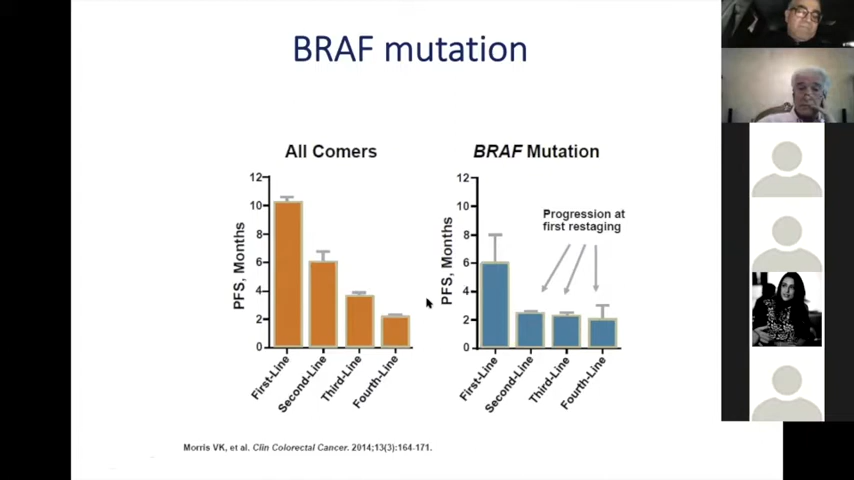 BRAF mutation
All Comers
12
10
8
6
4
2
0
PFS, Months
First-Line
Second-Line
Third-Line
Fourth-Line
BRAF Mutation
12
10
8
6
4
2
0
PFS, Months
Progression at
first restaging
First-Line
Second-Line
Third-Line
Fourth-Line
Morris VK, et al. Clin Colorectal Cancer. 2014;13(3):164-171.